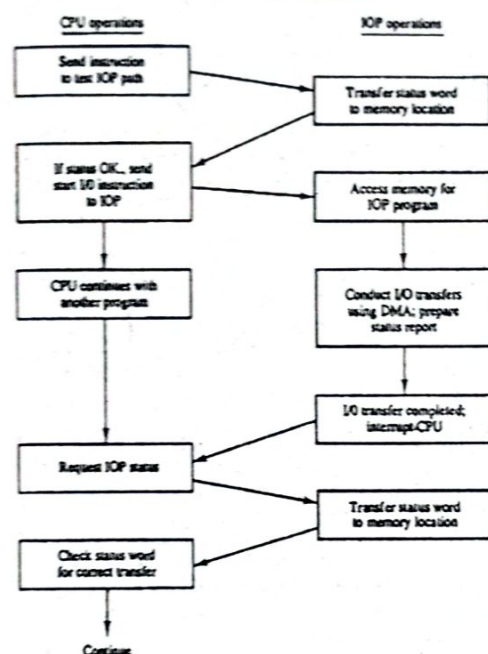 CPU operations
IOP operations
Send instruction
to test IOP path
Transfer status word
to memory location
If status OK., send
start I/0 instruction
to IOP
Access memory for
IOP program
CPU continues with
another program
Conduct I/O transfers
using DMA; prepare
status report
I/0 transfer completed;
interrupt-CPU
Request IOP status
Transfer status word
to memory location
Check status word
for correct transfer
Continue